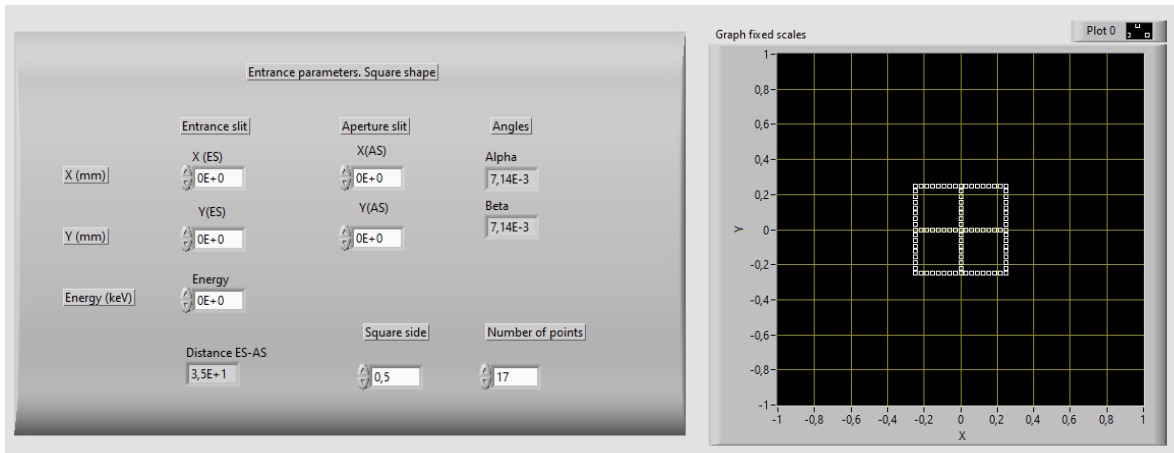 Entrance parameters. Square shape
Entrance slit
Aperture slit
Angles
X (ES)
X(AS)
Alpha
X (mm)
0E+0
0E+0
7,14E-3
Y(ES)
Y(AS)
Beta
Y (mm)
0E+0
0E+0
7,14E-3
Energy
Energy (keV)
0E+0
Square side
Number of points
Distance ES-AS
3,5E+1
0,5
17
Graph fixed scales
Plot 0
1
0,8
0,6
0,4
0,2
0
-0,2
-0,4
-0,6
-0,8
-1
Y
-1 -0,8 -0,6 -0,4 -0,2 0 0,2 0,4 0,6 0,8 1
X